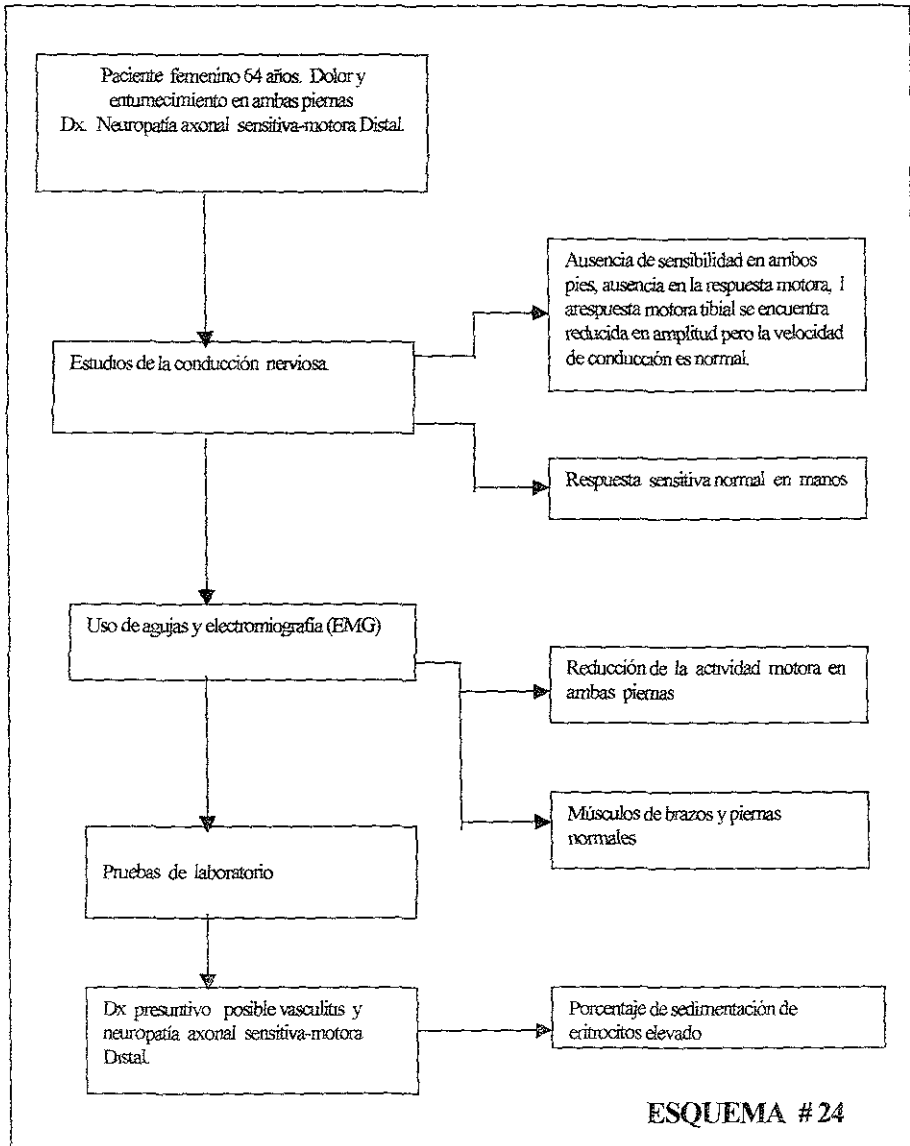 Paciente femenino 64 años. Dolor y
entumecimiento en ambas piernas
Dx. Neuropatía axonal sensitiva-motora Distal.
Ausencia de sensibilidad en ambos
pies, ausencia en la respuesta motora, l
arespuesta motora tibial se encuentra
reducida en amplitud pero la velocidad
de conducción es normal.
Estudios de la conducción nerviosa.
Respuesta sensitiva normal en manos
Uso de agujas y electromiografía (EMG)
Reducción de la actividad motora en
ambas piernas
Músculos de brazos y piernas
normales
Pruebas de laboratorio
Dx presuntivo posible vasculitis y
neuropatía axonal sensitiva-motora
Distal.
Porcentaje de sedimentación de
eritrocitos elevado
ESQUEMA # 24